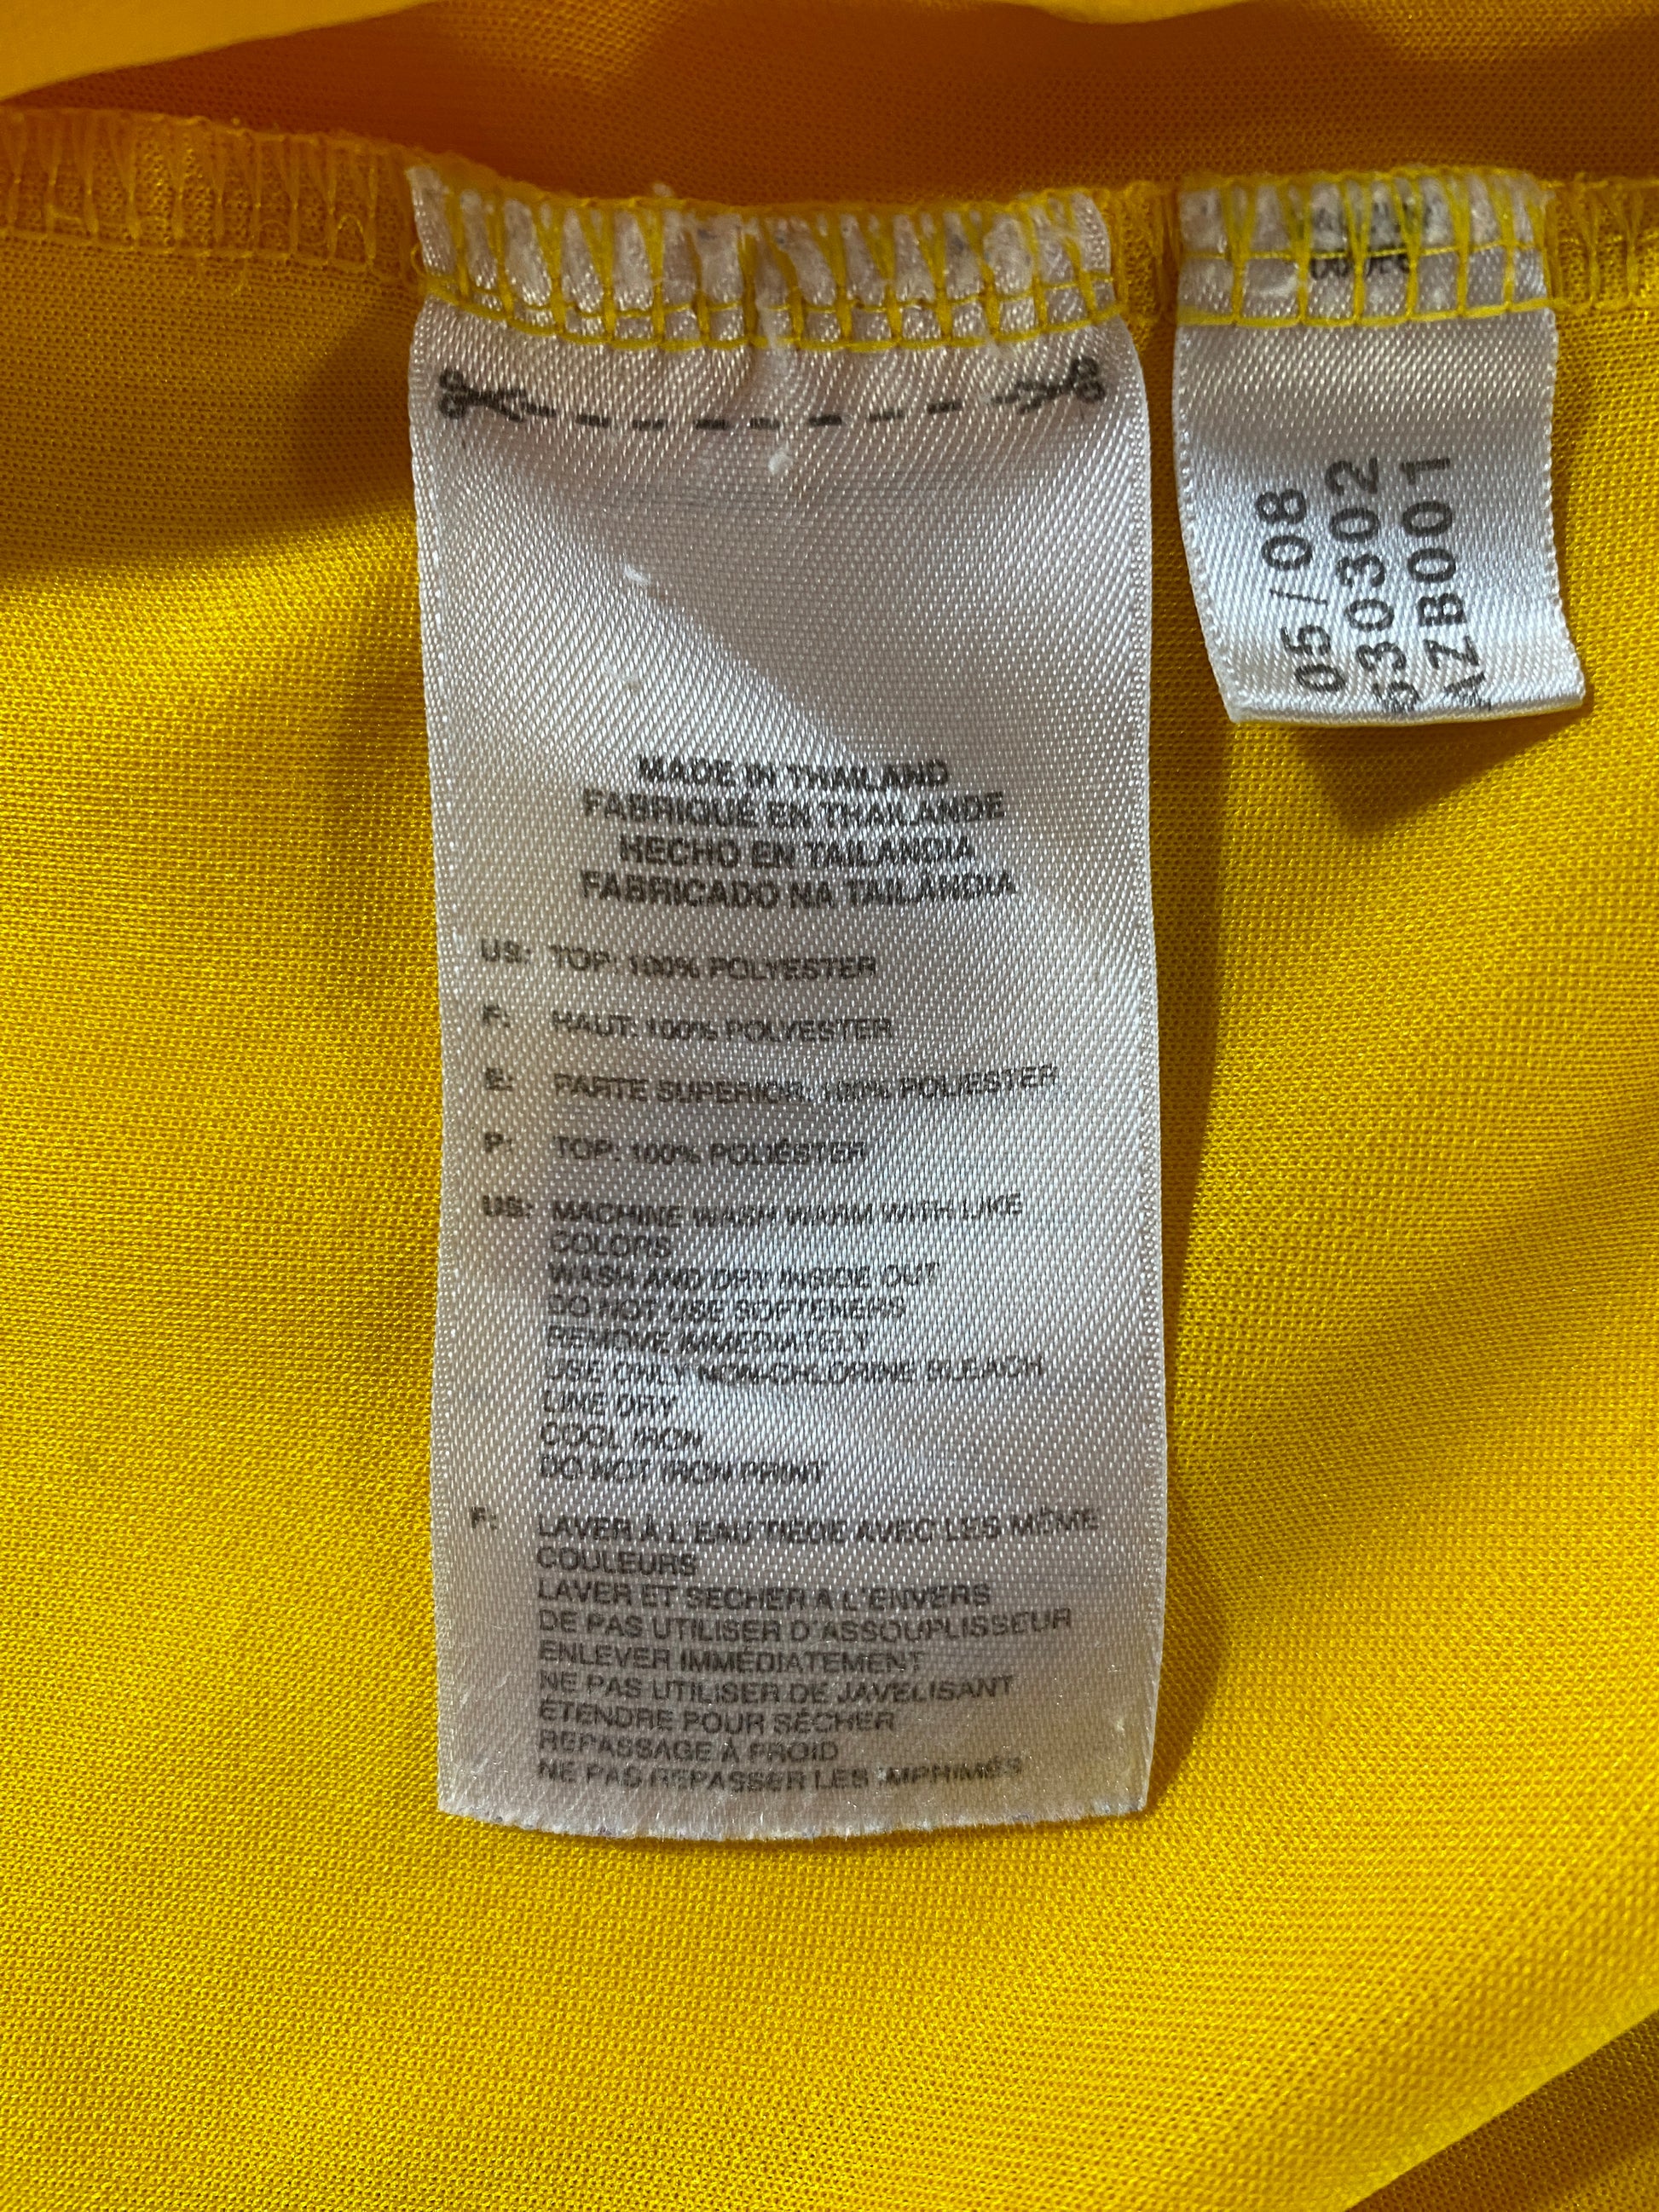 MADE IN THAILAND
FABRIQUÉ EN THAILANDE
HECHO EN TAILANDIA
FABRICADO NA TAILÂNDIA
US: TOP: 100% POLYESTER
F: HAUT: 100% POLYESTER
E: PARTE SUPERIOR: 100% POLIESTER
P: TOP: 100% POLIÉSTER
US: MACHINE WASH WARM WITH LIKE
COLORS
WASH AND DRY INSIDE OUT
DO NOT USE SOFTENERS
REMOVE IMMEDIATELY
USE ONLY NON-CHLORINE BLEACH
LINE DRY
COOL IRON
DO NOT IRON PRINT
F: LAVER À L'EAU TIEDE AVEC LES MÊME
COULEURS
LAVER ET SECHER A L'ENVERS
DE PAS UTILISER D'ASSOUPLISSEUR
ENLEVER IMMÉDIATEMENT
NE PAS UTILISER DE JAVELISANT
ÉTENDRE POUR SÉCHER
REPASSAGE À FROID
NE PAS REPASSER LES IMPRIMÉS
05/08
630302
AZB001